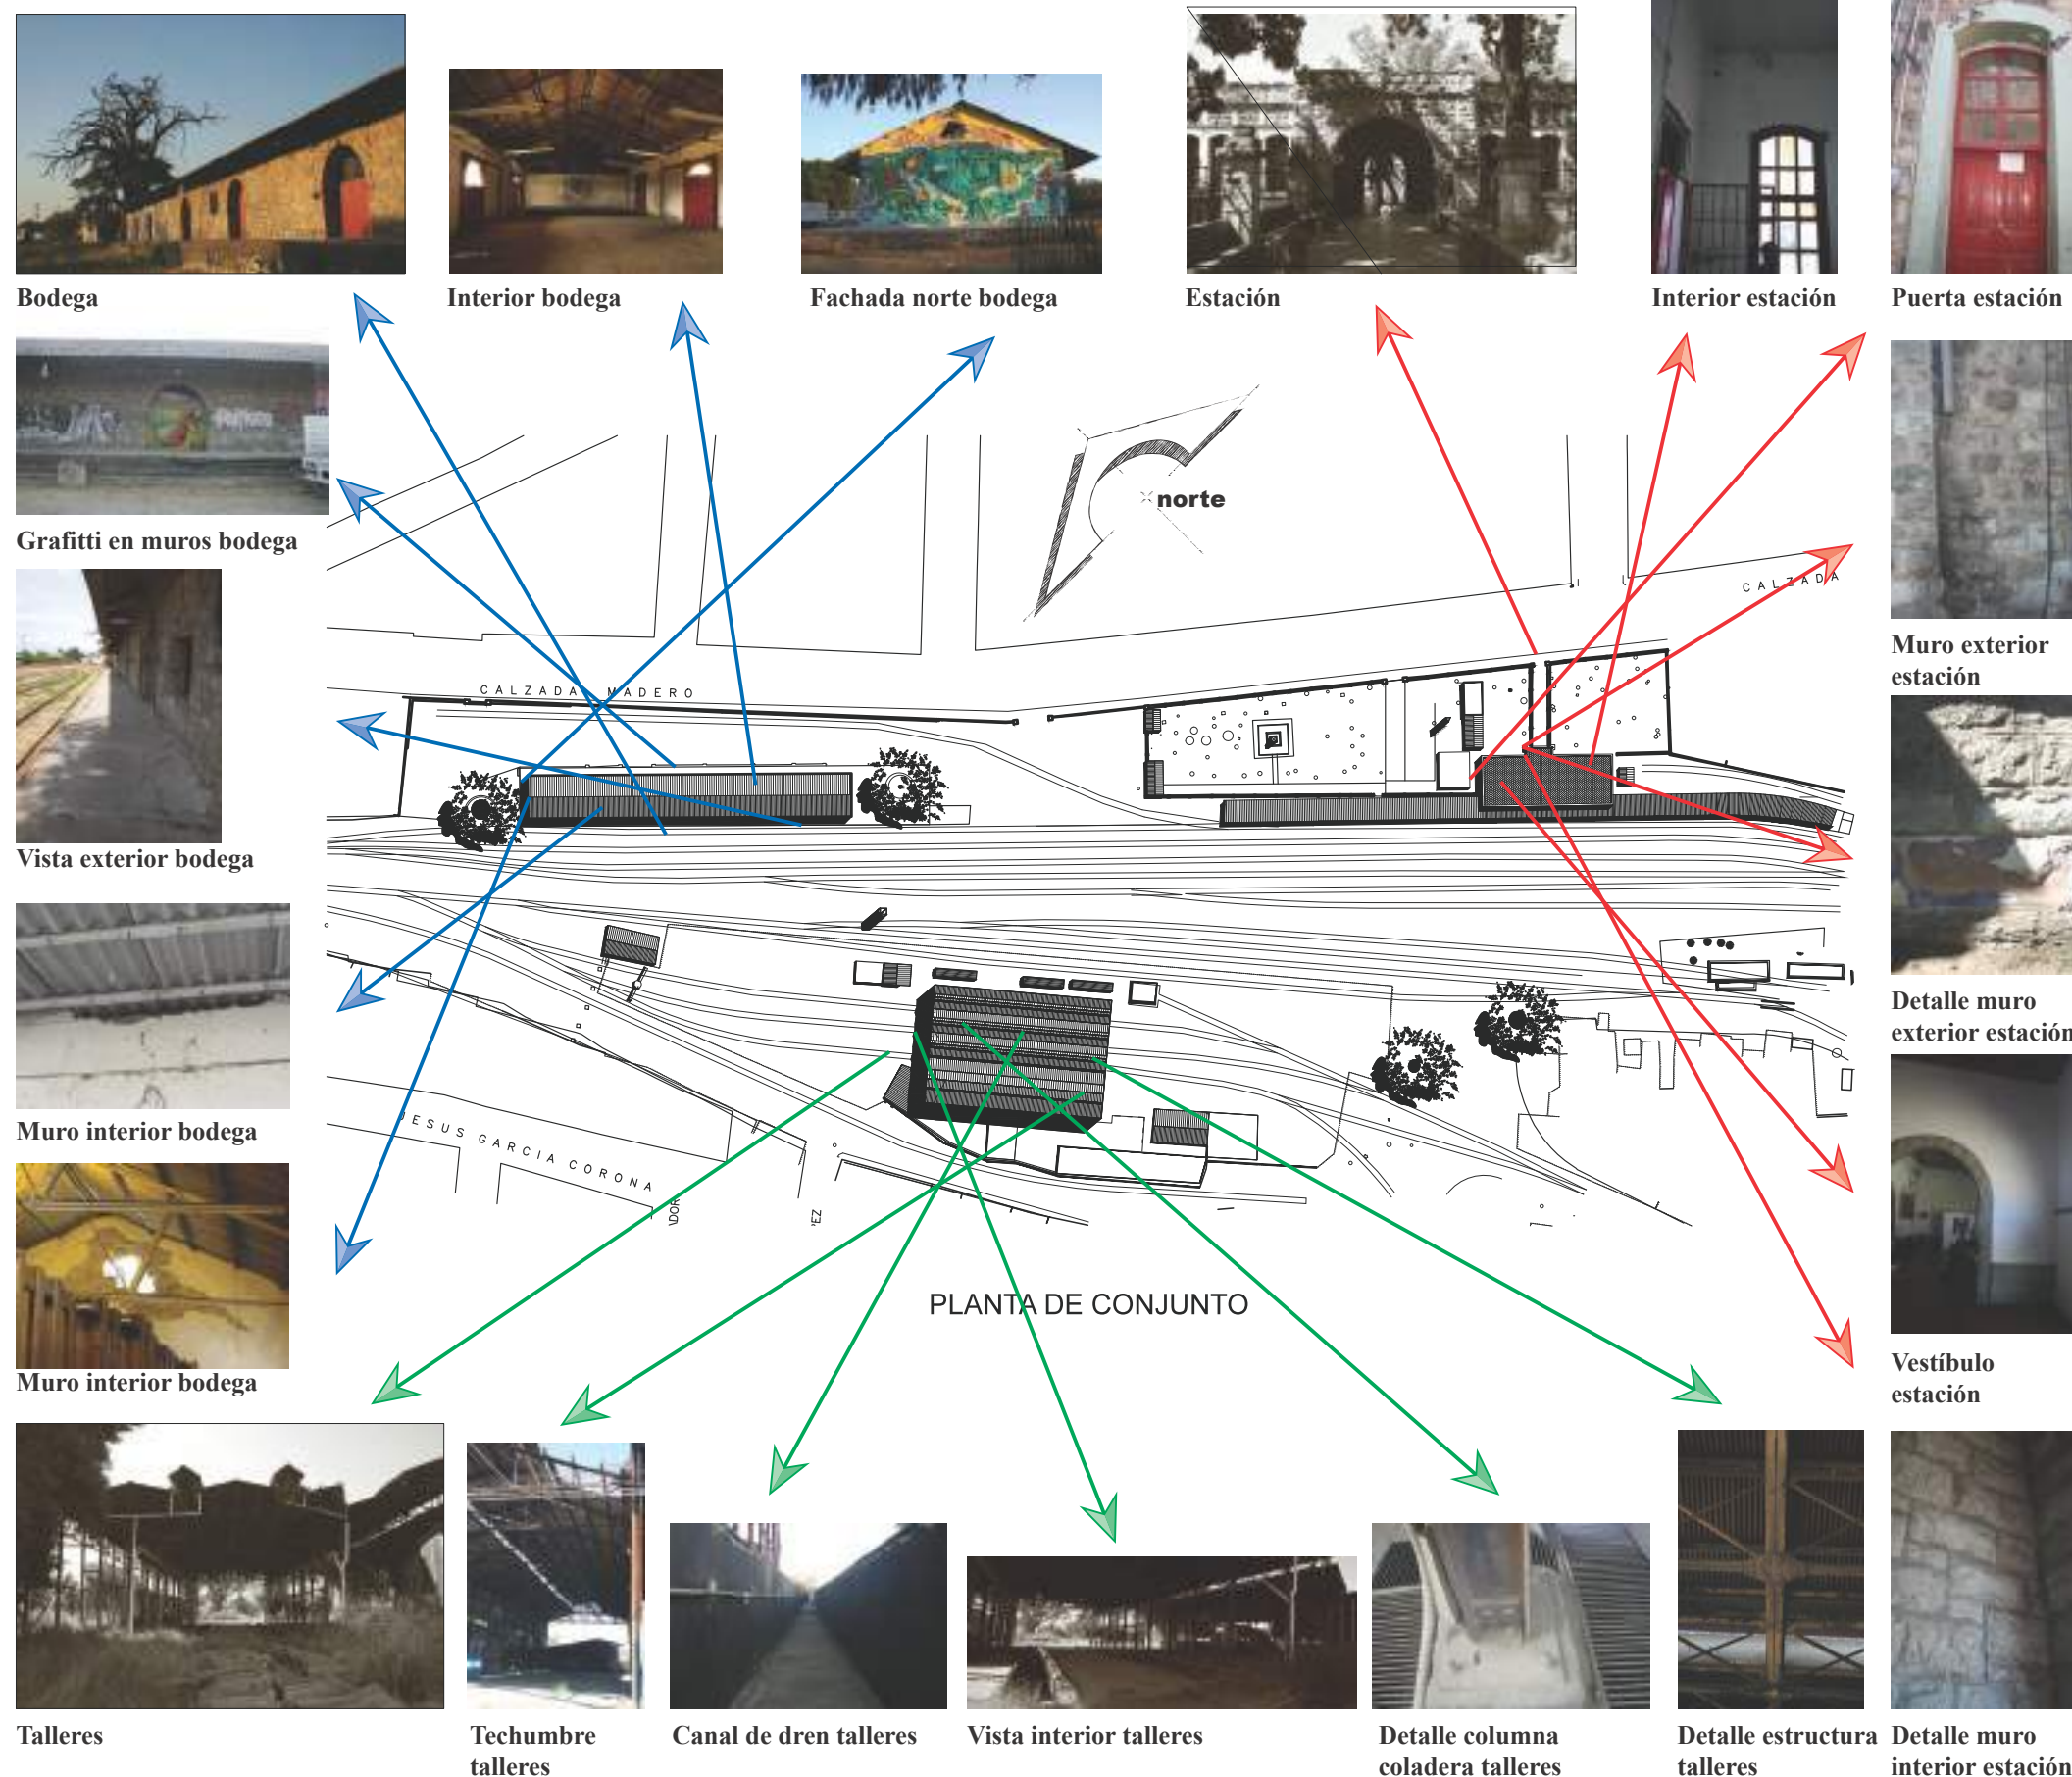 Bodega
Interior bodega
Fachada norte bodega
Estación
Interior estación
Puerta estación
Grafitti en muros bodega
norte
CALZADA
Muro exterior
estación
CALZADA MADERO
Vista exterior bodega
Detalle muro
exterior estación
Muro interior bodega
JESUS GARCIA CORONA
DOR
PEZ
PLANTA DE CONJUNTO
Muro interior bodega
Vestíbulo
estación
Talleres
Techumbre
talleres
Canal de dren talleres
Vista interior talleres
Detalle columna
coladera talleres
Detalle estructura
talleres
Detalle muro
interior estación